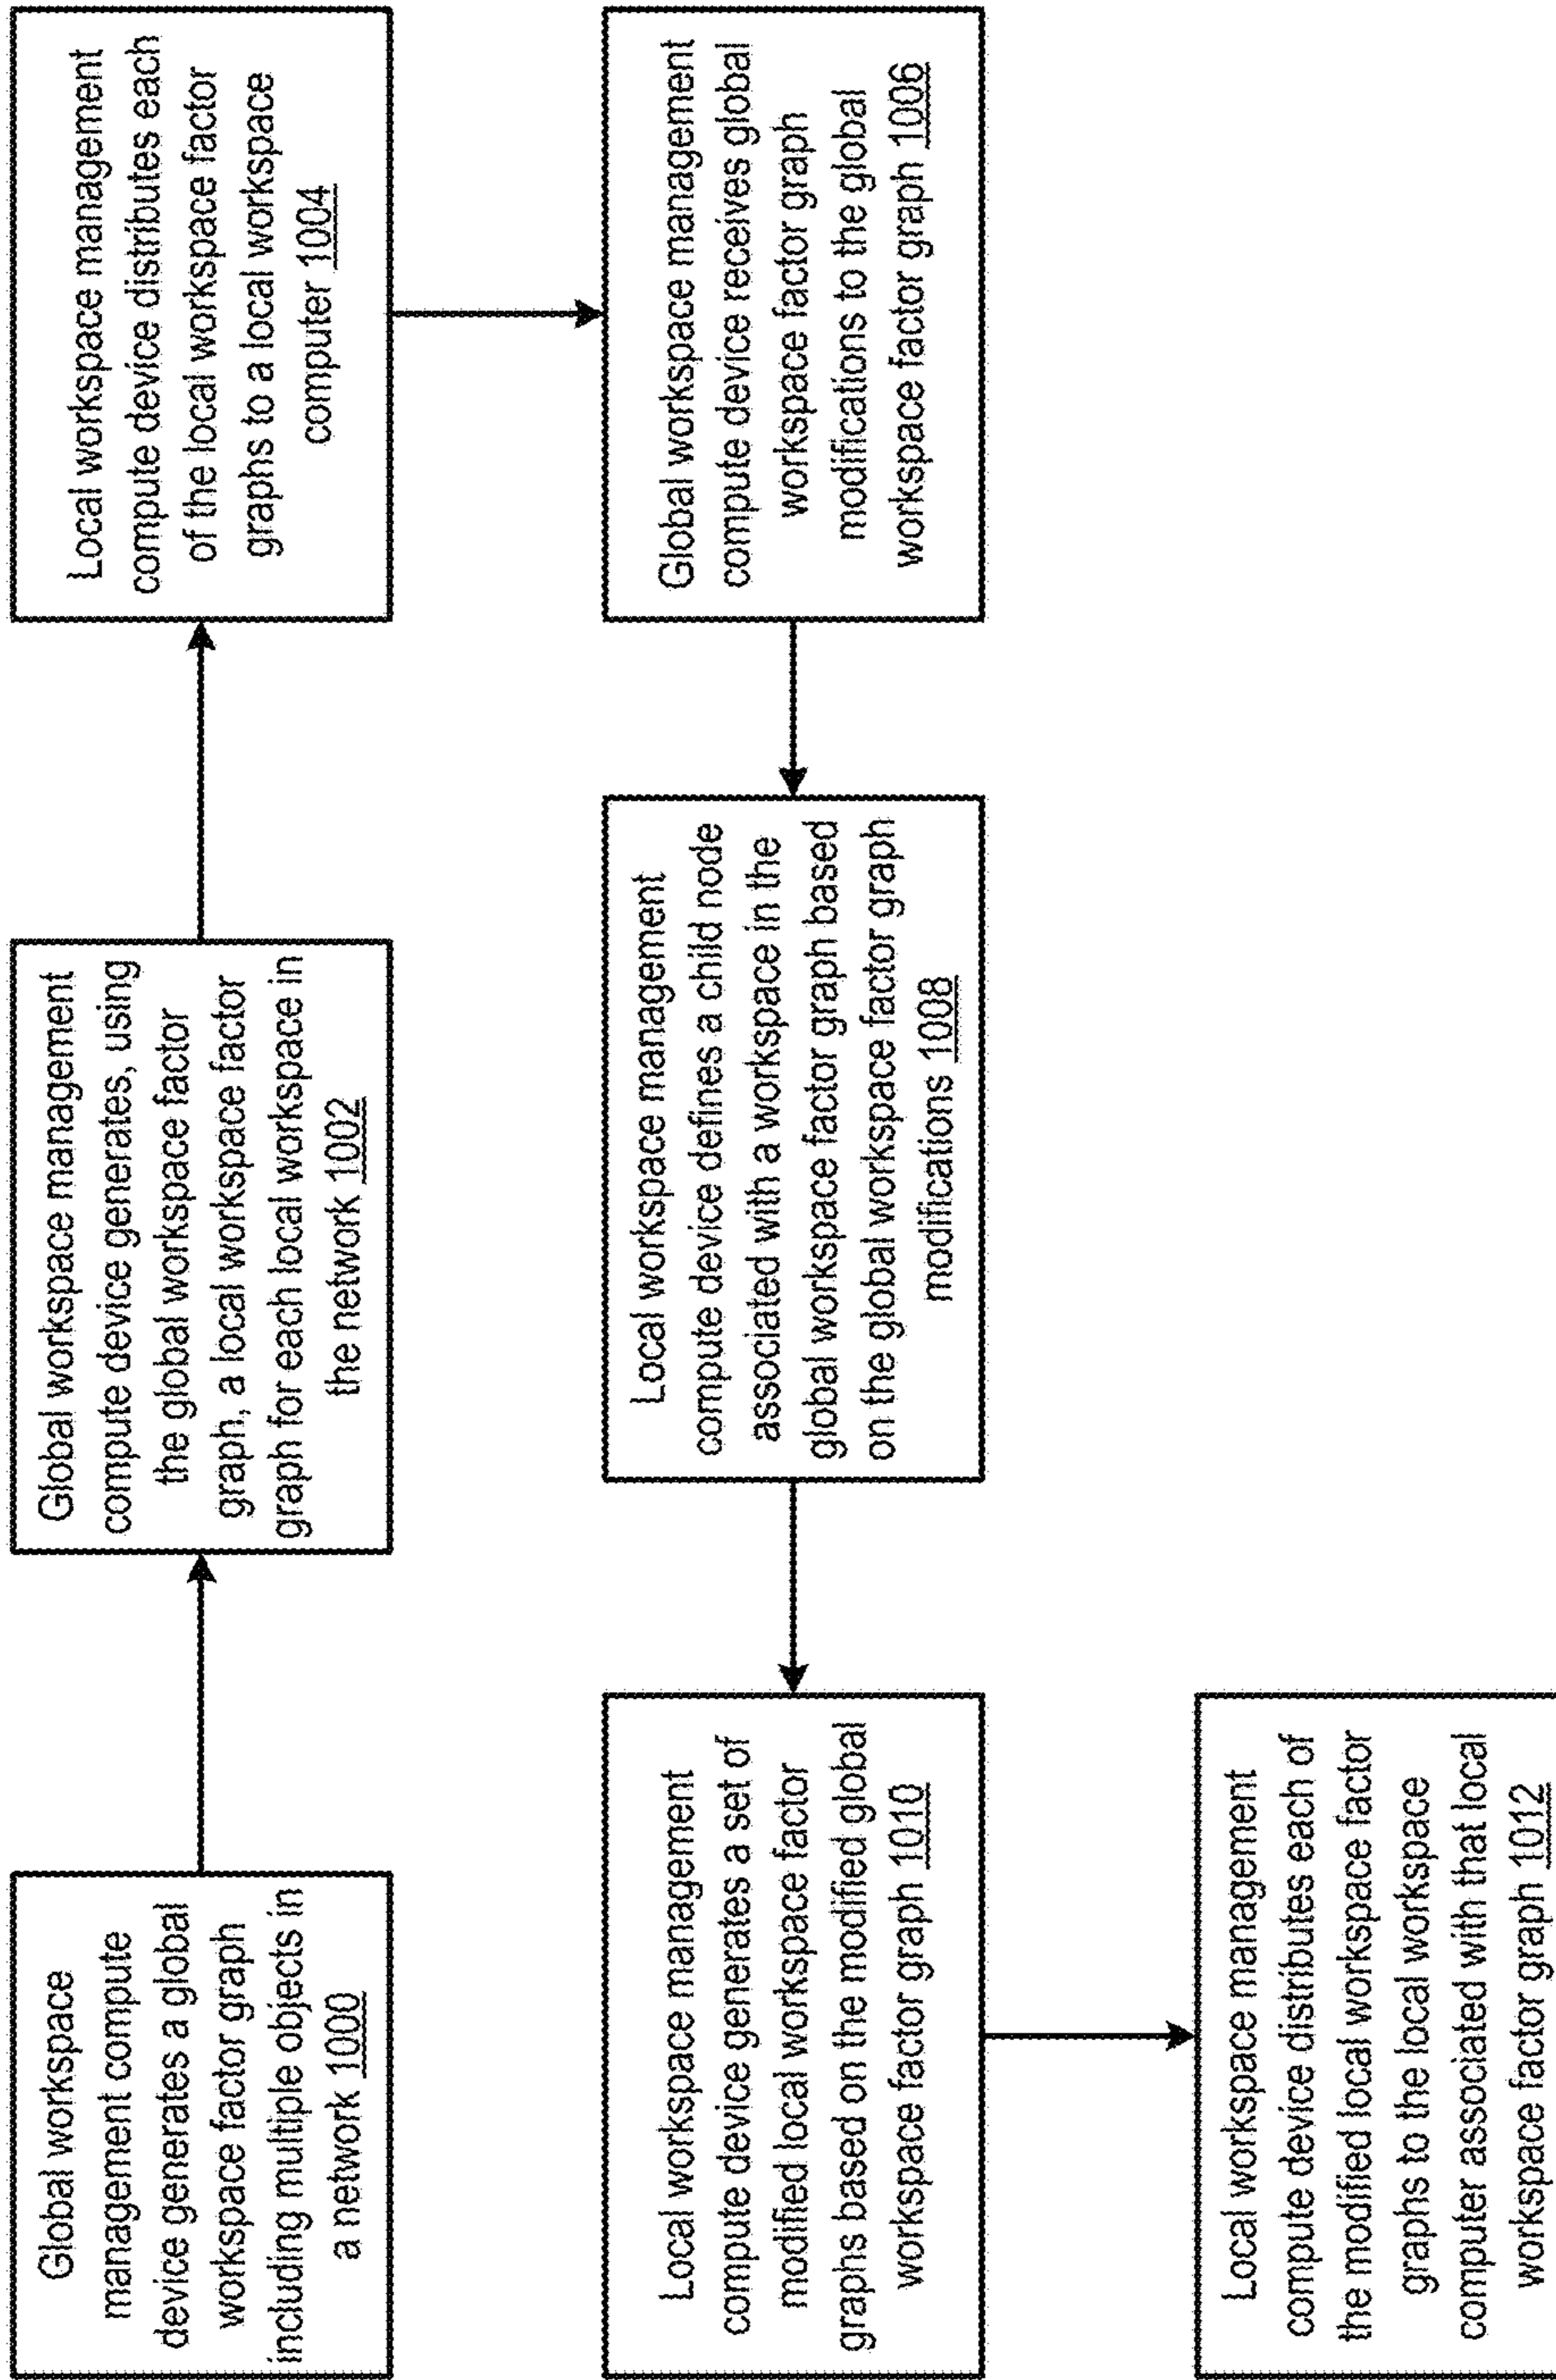 Global workspace
management compute
device generates a global
workspace factor graph
including multiple objects in
a network 1000
Global workspace management
compute device generates, using
the global workspace factor
graph, a local workspace factor
graph for each local workspace in
the network 1002
Local workspace management
compute device distributes each
of the local workspace factor
graphs to a local workspace
computer 1004
Global workspace management
compute device receives global
workspace factor graph
modifications to the global
workspace factor graph 1006
Local workspace management
compute device defines a child node
associated with a workspace in the
global workspace factor graph based
on the global workspace factor graph
modifications 1008
Local workspace management
compute device generates a set of
modified local workspace factor
graphs based on the modified global
workspace factor graph 1010
Local workspace management
compute device distributes each of
the modified local workspace factor
graphs to the local workspace
computer associated with that local
workspace factor graph 1012